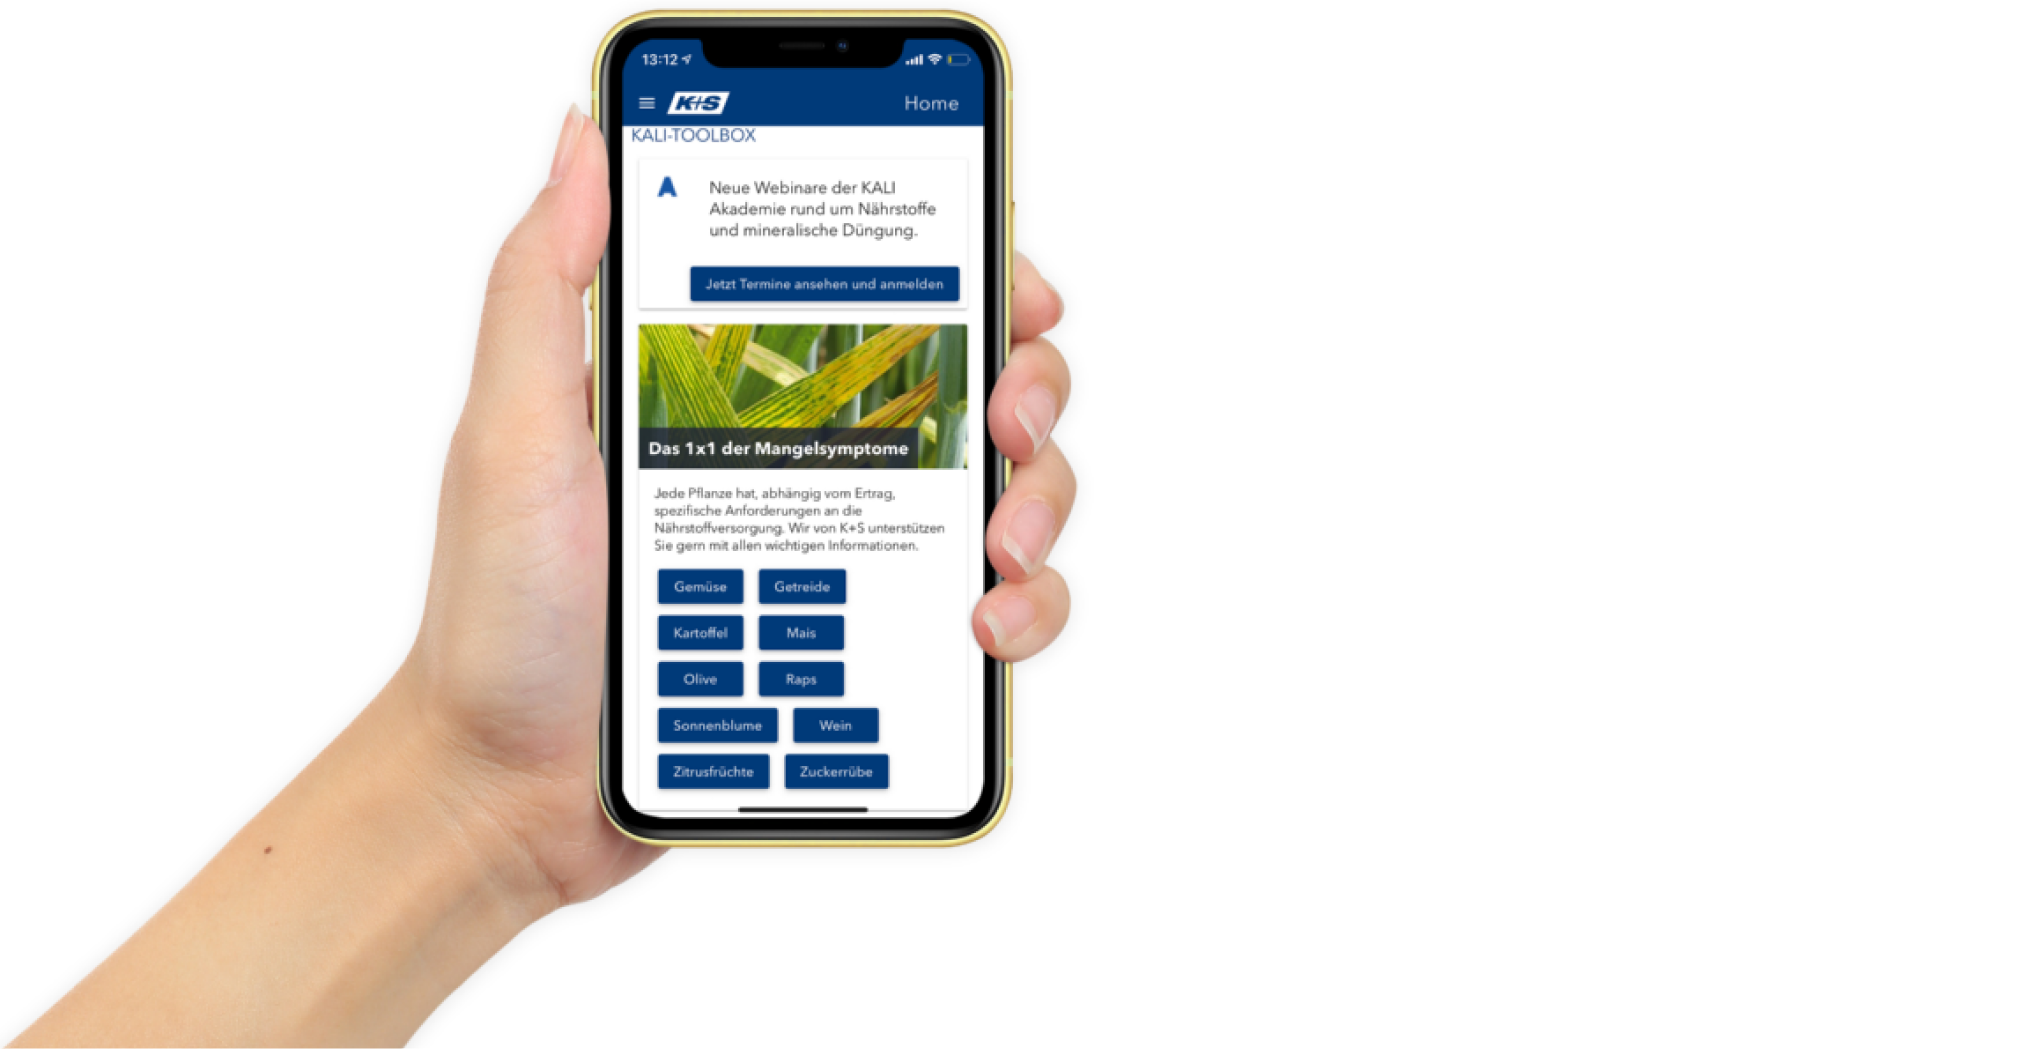 13:12
K+S
Home
KALI-TOOLBOX
A
Neue Webinare der KALI
Akademie rund um Nährstoffe
und mineralische Düngung.
Jetzt Termine ansehen und anmelden
Das 1x1 der Mangelsymptome
Jede Pflanze hat, abhängig vom Ertrag,
spezifische Anforderungen an die
Nährstoffversorgung. Wir von K+S unterstützen
Sie gern mit allen wichtigen Informationen.
Gemüse Getreide
Kartoffel Mais
Olive Raps
Sonnenblume Wein
Zitrusfrüchte Zuckerrübe